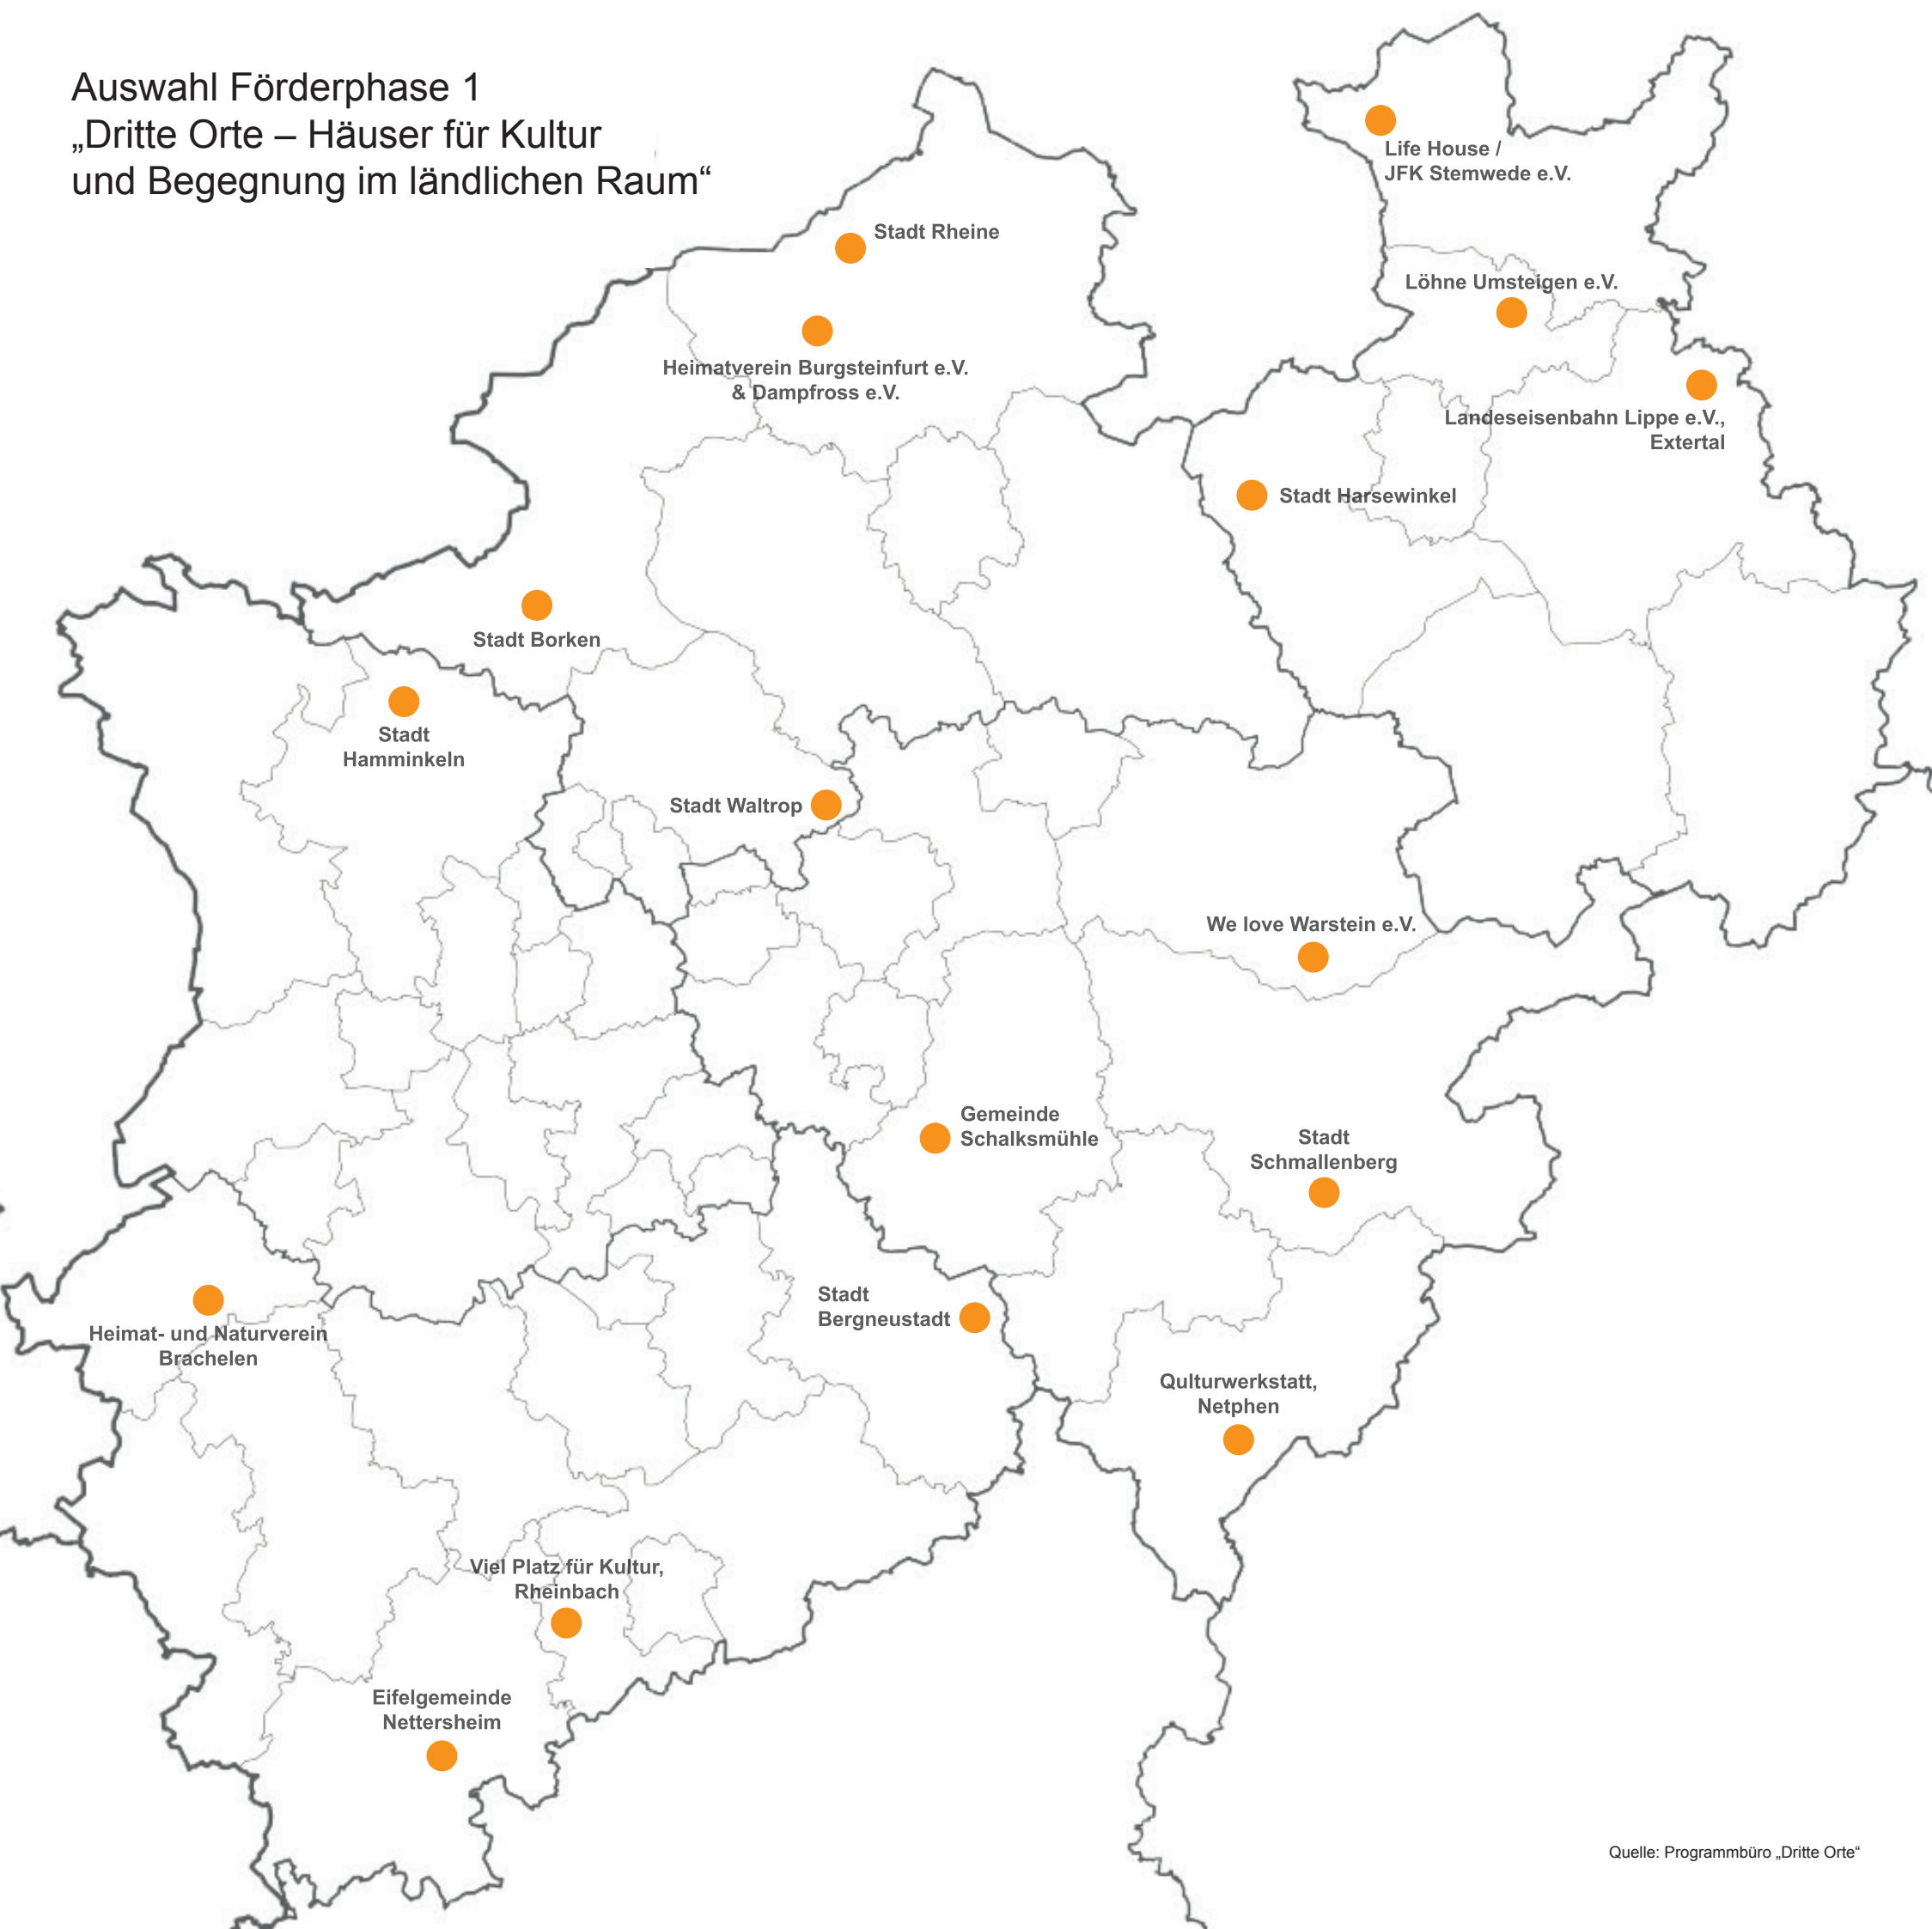 Auswahl Förderphase 1
„Dritte Orte – Häuser für Kultur
und Begegnung im ländlichen Raum“
Life House /
JFK Stemwede e.V.
Stadt Rheine
Löhne Umsteigen e.V.
Heimatverein Burgsteinfurt e.V.
& Dampfross e.V.
Landeseisenbahn Lippe e.V.,
Extertal
Stadt Harsewinkel
Stadt Borken
Stadt
Hamminkeln
Stadt Waltrop
We love Warstein e.V.
Gemeinde
Schalksmühle
Stadt
Schmallenberg
Stadt
Bergneustadt
Heimat- und Naturverein
Brachelen
Qulturwerkstatt,
Netphen
Viel Platz für Kultur,
Rheinbach
Eifelgemeinde
Nettersheim
Quelle: Programmbüro „Dritte Orte“